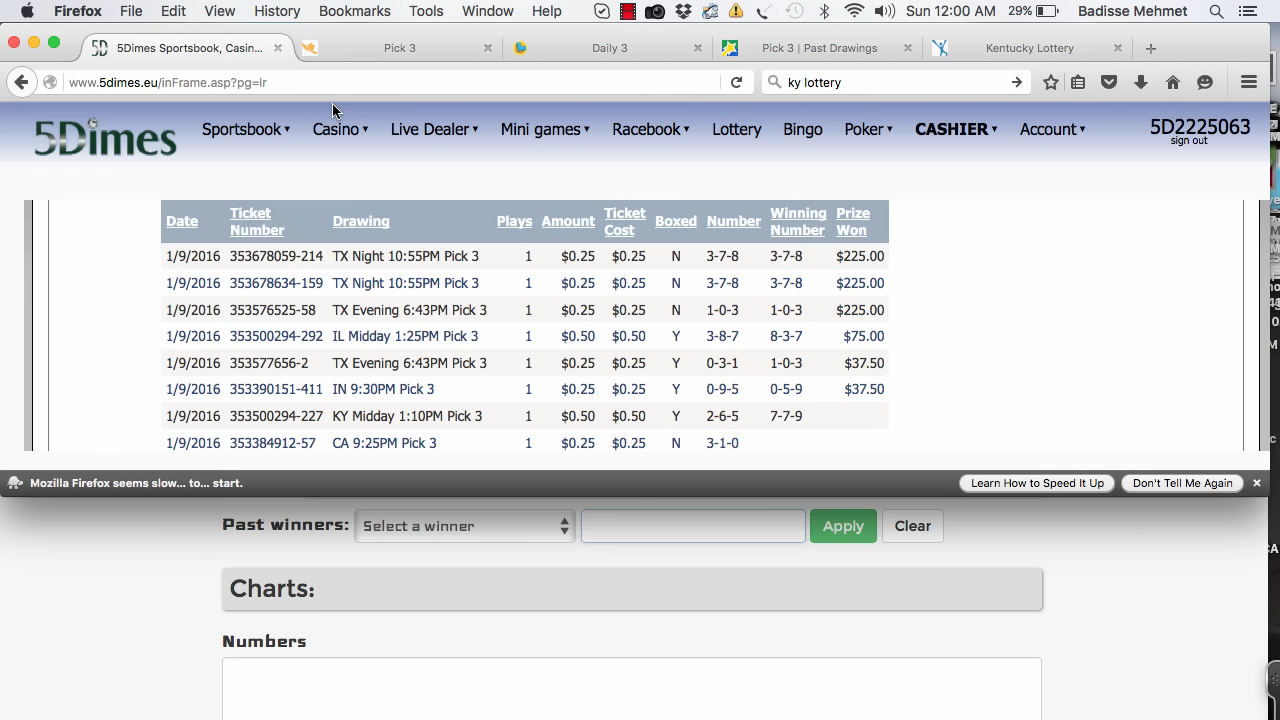 Firefox File Edit View History Bookmarks Tools Window Help Sun 12:00 AM 29% Badisse Mehmet
5Dimes Sportsbook, Casin... Pick 3 Daily 3 Pick 3 | Past Drawings Kentucky Lottery
www.5dimes.eu/inFrame.asp?pg=lr ky lottery
5Dimes Sportsbook Casino Live Dealer Mini games Racebook Lottery Bingo Poker CASHIER Account 5D2225063
sign out
Date Ticket Number Drawing Plays Amount Ticket Cost Boxed Number Winning Number Prize Won
1/9/2016 353678059-214 TX Night 10:55PM Pick 3 1 $0.25 $0.25 N 3-7-8 3-7-8 $225.00
1/9/2016 353678634-159 TX Night 10:55PM Pick 3 1 $0.25 $0.25 N 3-7-8 3-7-8 $225.00
1/9/2016 353576525-58 TX Evening 6:43PM Pick 3 1 $0.25 $0.25 N 1-0-3 1-0-3 $225.00
1/9/2016 353500294-292 IL Midday 1:25PM Pick 3 1 $0.50 $0.50 Y 3-8-7 8-3-7 $75.00
1/9/2016 353577656-2 TX Evening 6:43PM Pick 3 1 $0.25 $0.25 Y 0-3-1 1-0-3 $37.50
1/9/2016 353390151-411 IN 9:30PM Pick 3 1 $0.25 $0.25 Y 0-9-5 0-5-9 $37.50
1/9/2016 353500294-227 KY Midday 1:10PM Pick 3 1 $0.50 $0.50 Y 2-6-5 7-7-9
1/9/2016 353384912-57 CA 9:25PM Pick 3 1 $0.25 $0.25 N 3-1-0
Mozilla Firefox seems slow... to... start. Learn How to Speed It Up Don't Tell Me Again
Past winners: Select a winner Apply Clear
Charts:
Numbers